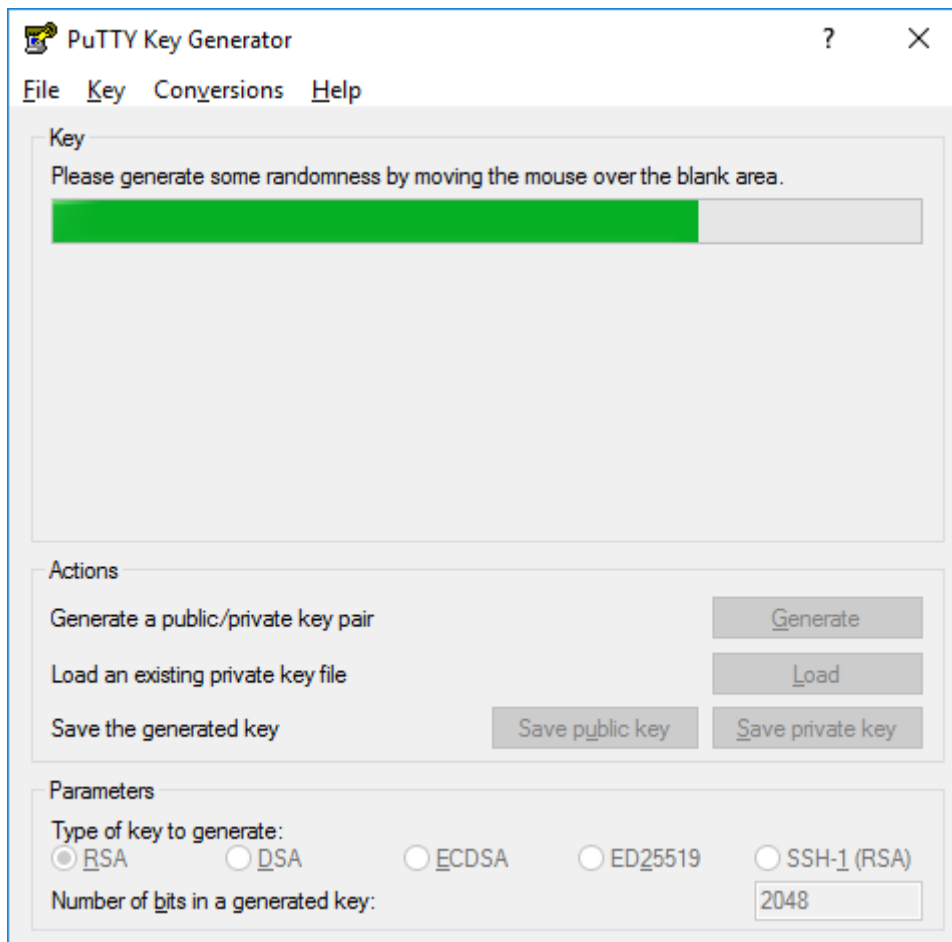 PuTTY Key Generator
?
File Key Conversions Help
Key
Please generate some randomness by moving the mouse over the blank area.
Actions
Generate a public/private key pair Generate
Load an existing private key file Load
Save the generated key Save public key Save private key
Parameters
Type of key to generate:
RSA DSA ECDSA ED25519 SSH-1 (RSA)
Number of bits in a generated key: 2048